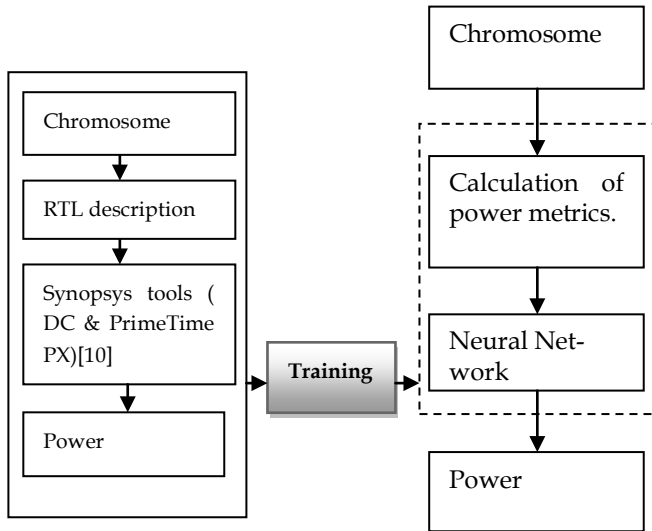 Chromosome
RTL description
Synopsys tools (
DC & PrimeTime
PX)[10]
Power
Training
Chromosome
Calculation of
power metrics.
Neural Net-
work
Power